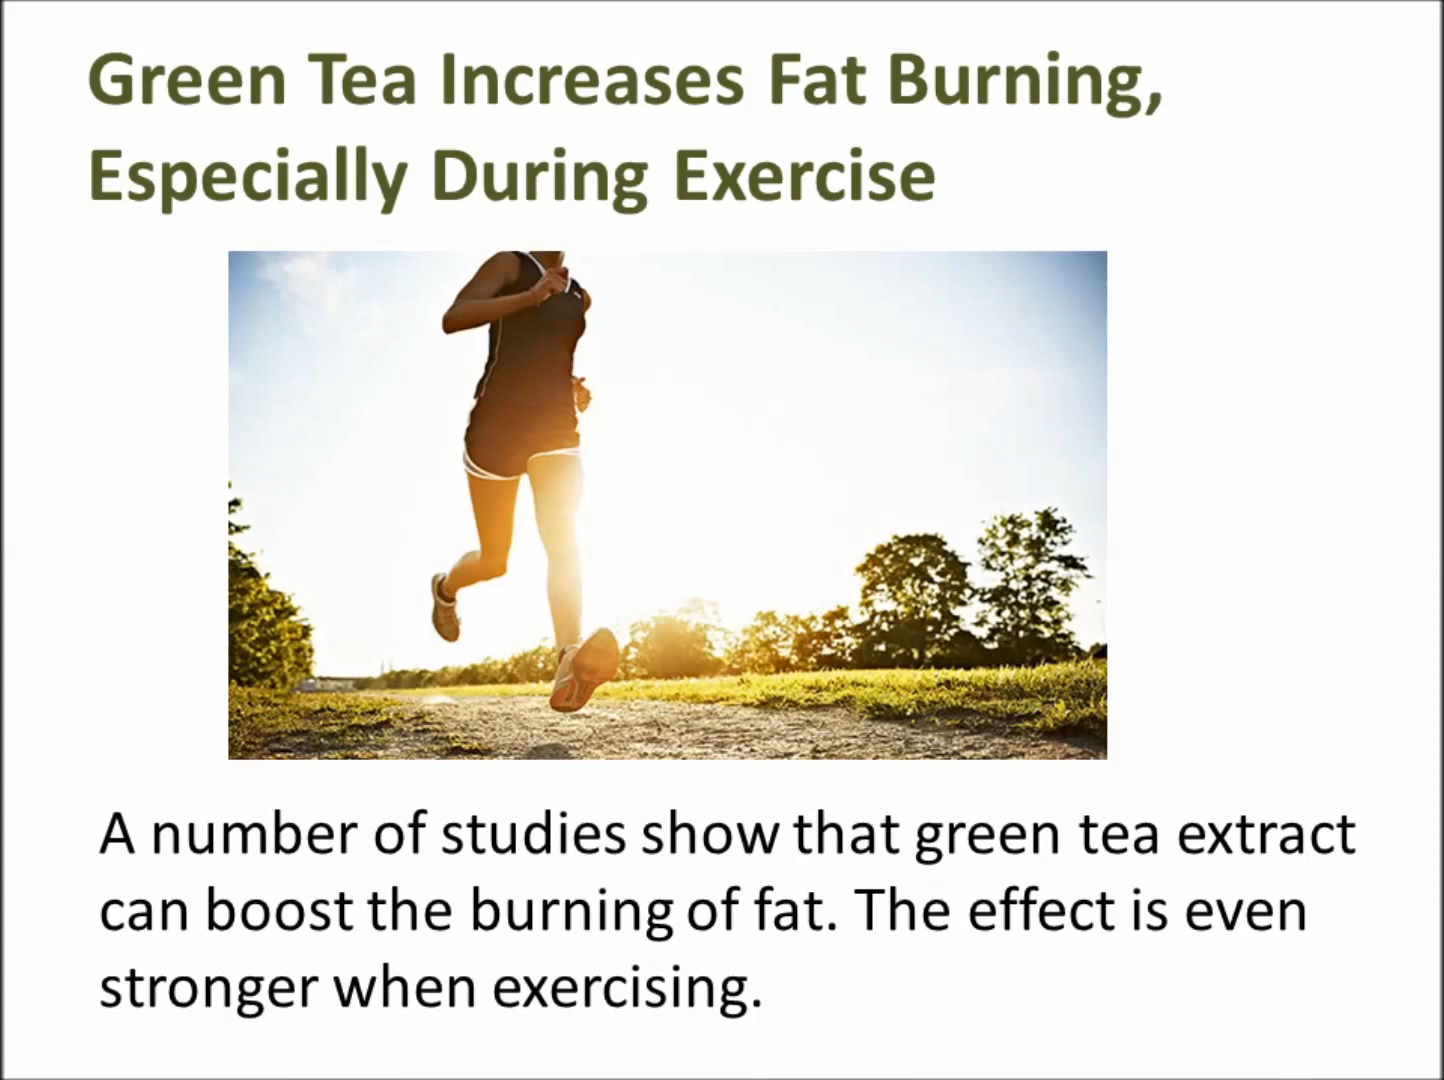 Green Tea Increases Fat Burning,
Especially During Exercise
A number of studies show that green tea extract
can boost the burning of fat. The effect is even
stronger when exercising.